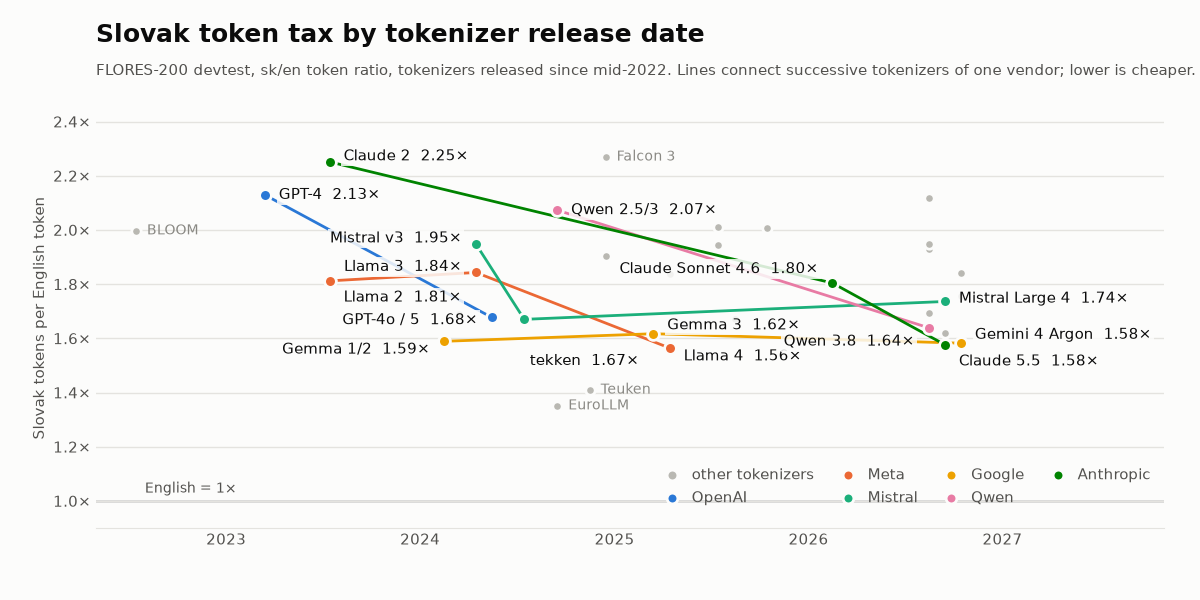 Slovak token tax by tokenizer release date
FLORES-200 devtest, sk/en token ratio, tokenizers released since mid-2022. Lines connect successive tokenizers of one vendor; lower is cheaper.
Slovak tokens per English token
2.4×
2.2×
2.0×
1.8×
1.6×
1.4×
1.2×
1.0×
Claude 2 2.25×
Falcon 3
GPT-4 2.13×
Qwen 2.5/3 2.07×
BLOOM
Mistral v3 1.95×
Llama 3 1.84×
Claude Sonnet 4.6 1.80×
Llama 2 1.81×
Mistral Large 4 1.74×
GPT-4o / 5 1.68×
Gemma 3 1.62×
Gemini 4 Argon 1.58×
Qwen 3.8 1.64×
Gemma 1/2 1.59×
Llama 4 1.56×
tekken 1.67×
Claude 5.5 1.58×
Teuken
EuroLLM
English = 1×
other tokenizers
Meta
Google
Anthropic
OpenAI
Mistral
Qwen
2023
2024
2025
2026
2027